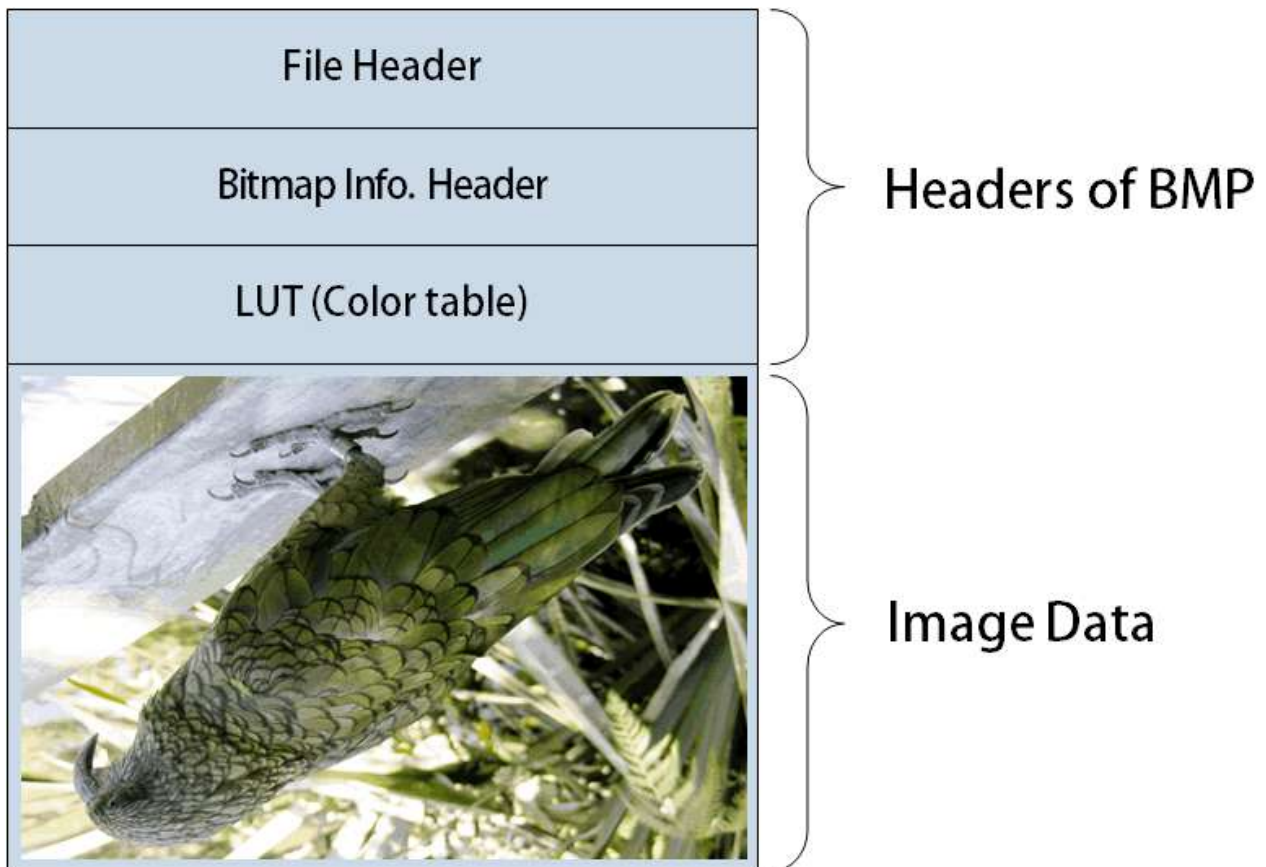 File Header
Bitmap Info. Header
LUT (Color table)
Headers of BMP
Image Data